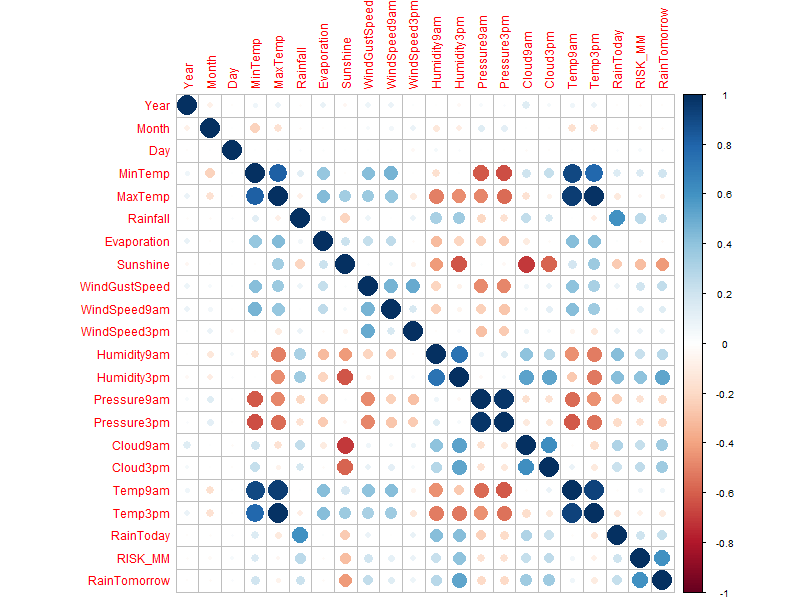 Year
Month
Day
MinTemp
MaxTemp
Rainfall
Evaporation
Sunshine
WindGustSpeed
WindSpeed9am
WindSpeed3pm
Humidity9am
Humidity3pm
Pressure9am
Pressure3pm
Cloud9am
Cloud3pm
Temp9am
Temp3pm
RainToday
RISK_MM
RainTomorrow
Year
Month
Day
MinTemp
MaxTemp
Rainfall
Evaporation
Sunshine
WindGustSpeed
WindSpeed9am
WindSpeed3pm
Humidity9am
Humidity3pm
Pressure9am
Pressure3pm
Cloud9am
Cloud3pm
Temp9am
Temp3pm
RainToday
RISK_MM
RainTomorrow
1
0.8
0.6
0.4
0.2
0
-0.2
-0.4
-0.6
-0.8
-1